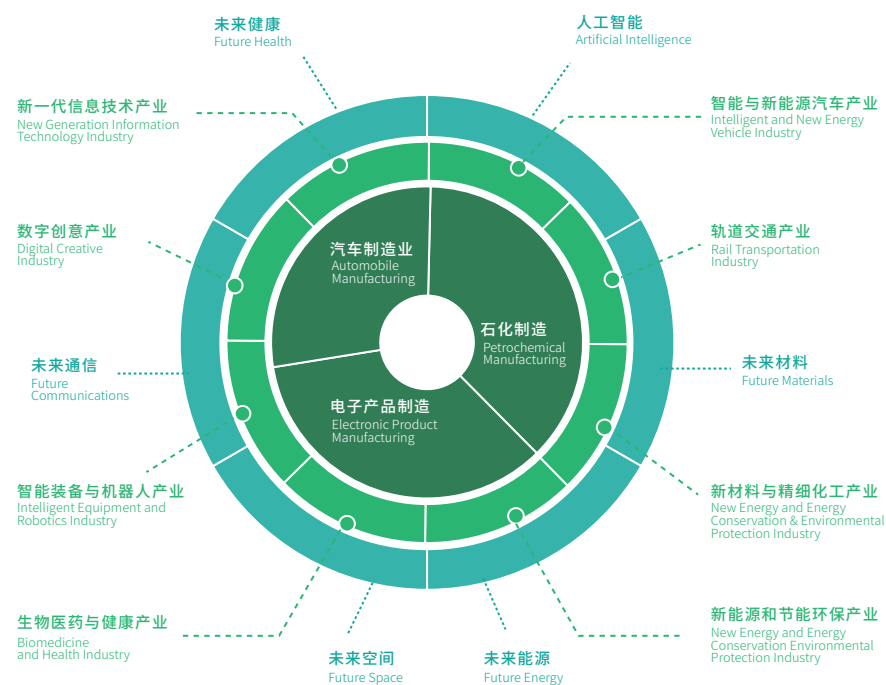 未来健康
Future Health
人工智能
Artificial Intelligence
新一代信息技术产业
New Generation Information
Technology Industry
智能与新能源汽车产业
Intelligent and New Energy
Vehicle Industry
数字创意产业
Digital Creative
Industry
轨道交通产业
Rail Transportation
Industry
汽车制造业
Automobile
Manufacturing
石化制造
Petrochemical
Manufacturing
电子产品制造
Electronic Product
Manufacturing
未来通信
Future
Communications
未来材料
Future Materials
智能装备与机器人产业
Intelligent Equipment and
Robotics Industry
新材料与精细化工产业
New Energy and Energy
Conservation & Environmental
Protection Industry
生物医药与健康产业
Biomedicine
and Health Industry
新能源和节能环保产业
New Energy and Energy
Conservation Environmental
Protection Industry
未来空间
Future Space
未来能源
Future Energy